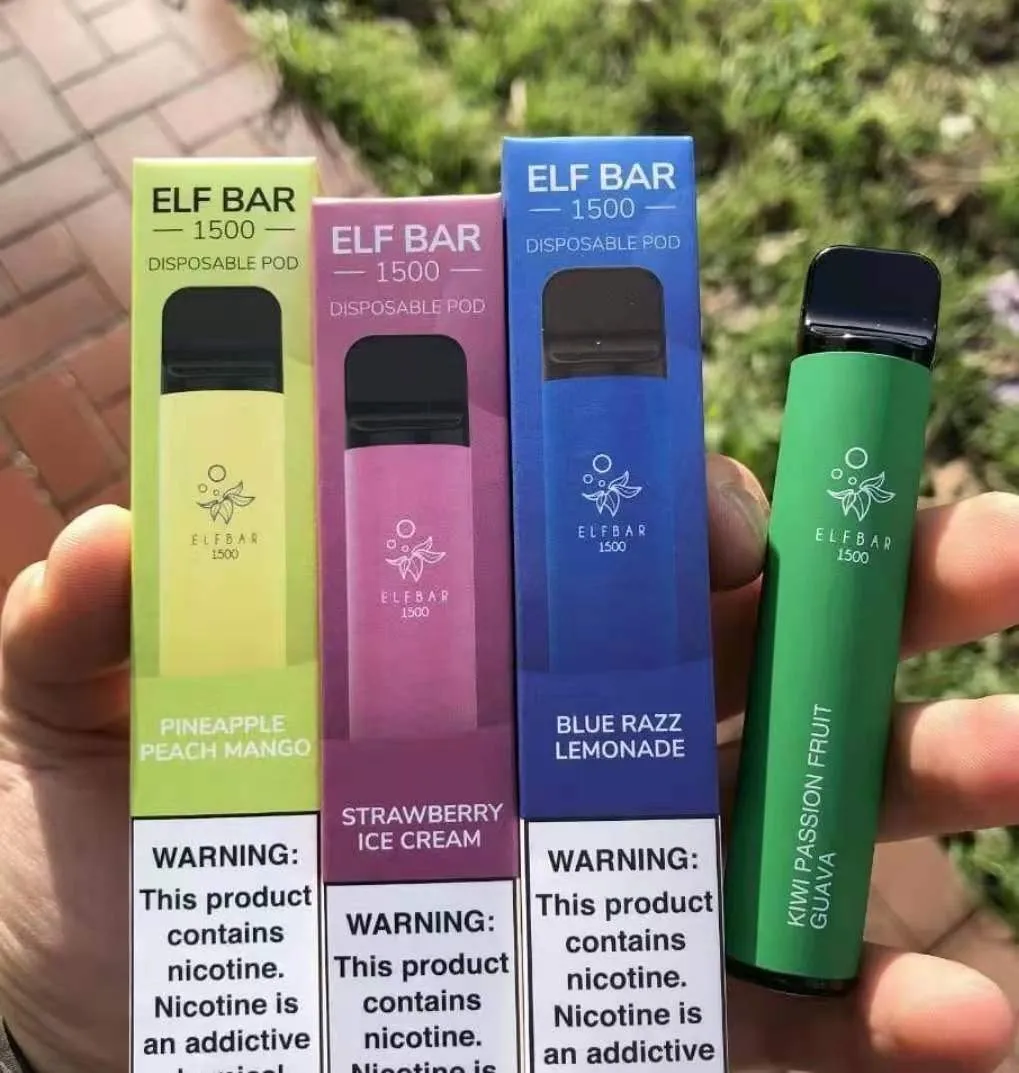 ELF BAR
1500
DISPOSABLE POD
ELFBAR
1500
PINEAPPLE
PEACH MANGO
WARNING:
This product
contains
nicotine.
Nicotine is
an addictive
ELF BAR
1500
DISPOSABLE POD
ELFBAR
1500
STRAWBERRY
ICE CREAM
WARNING:
This product
contains
nicotine.
Nicotine is
ELF BAR
1500
DISPOSABLE POD
ELFBAR
1500
BLUE RAZZ
LEMONADE
WARNING:
This product
contains
nicotine.
Nicotine is
an addictive
ELFBAR
1500
KIWI PASSION FRUIT
GUAVA